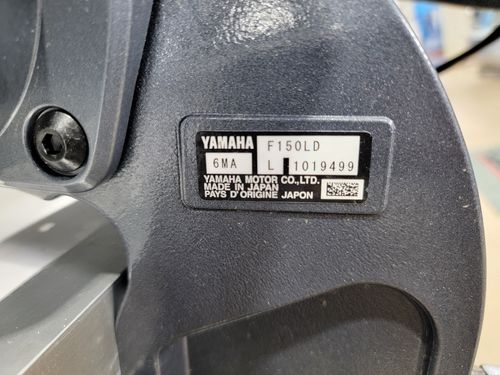 YAMAHA F150LD
6MA L 1019499
YAMAHA MOTOR CO.,LTD.
MADE IN JAPAN
PAYS D'ORIGINE JAPON